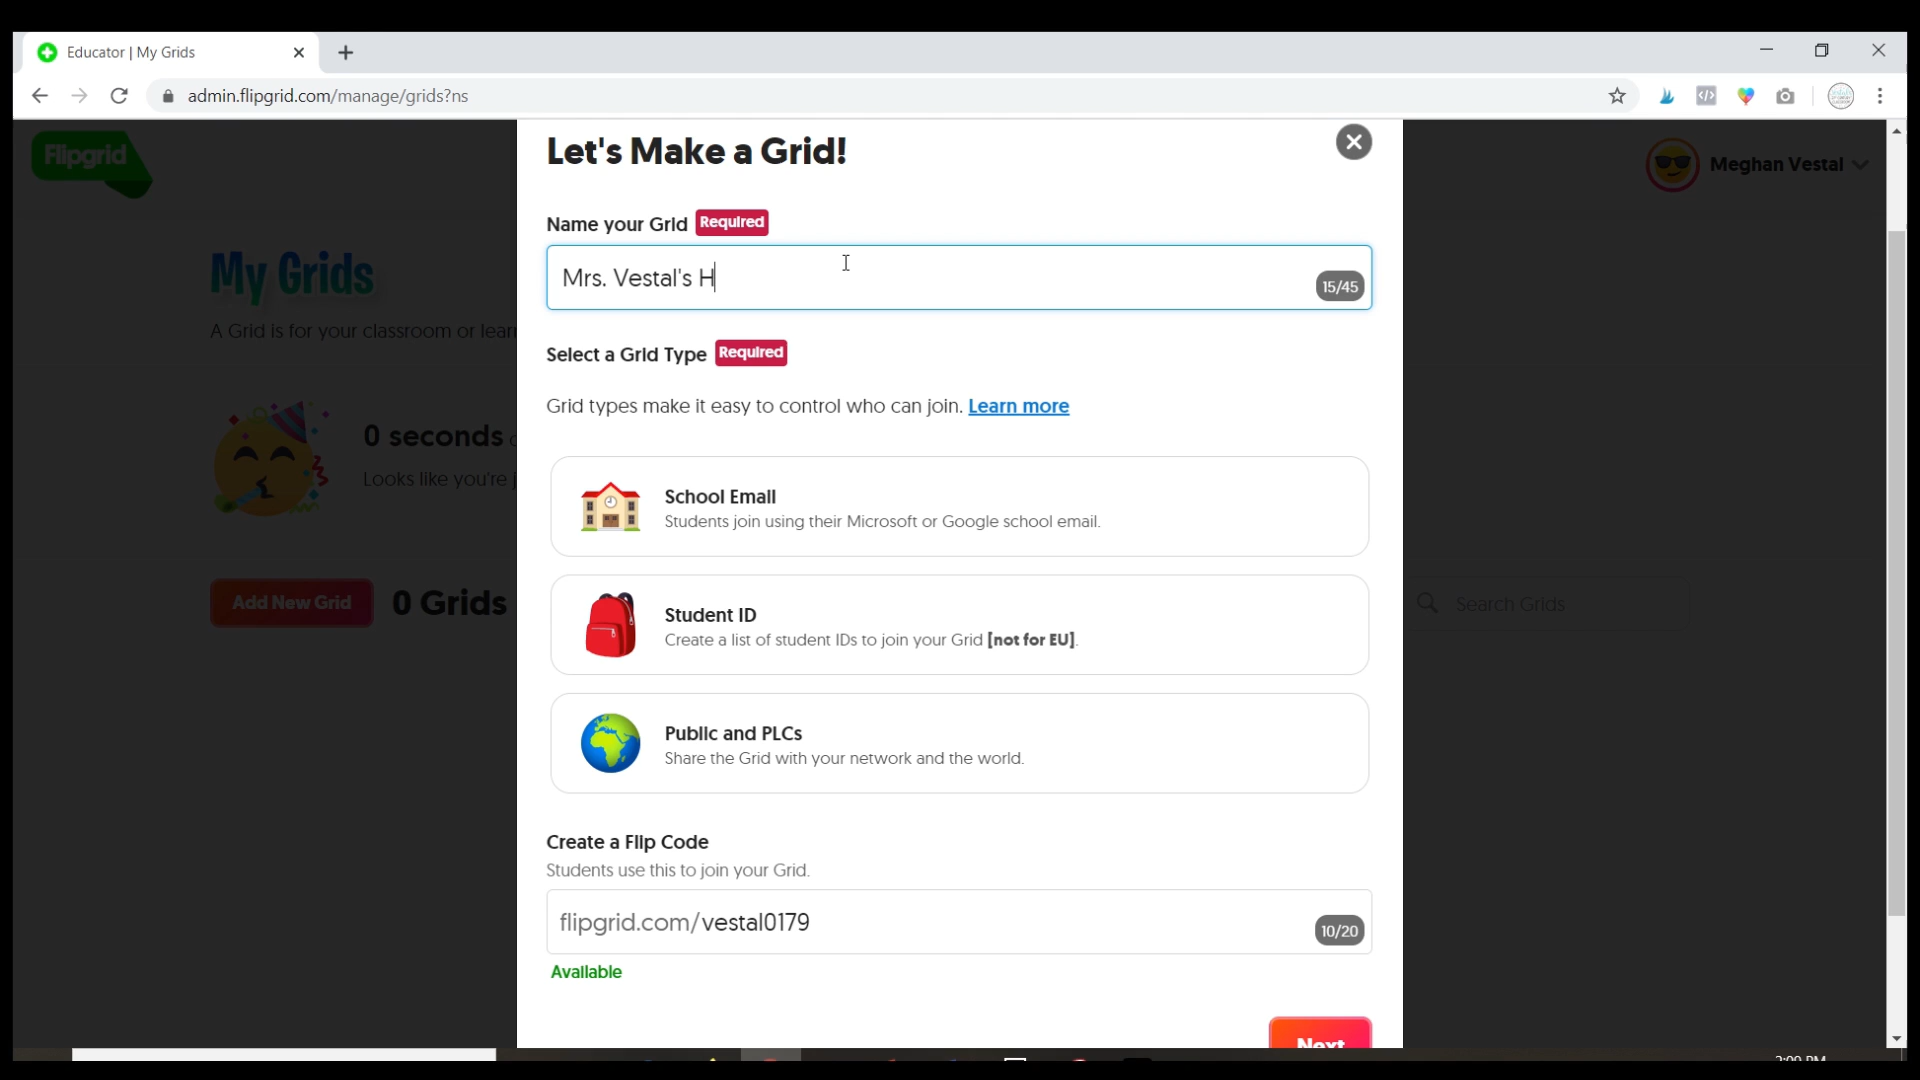 Educator | My Grids
admin.flipgrid.com/manage/grids?ns
Flipgrid
Meghan Vestal
Let's Make a Grid!
Name your Grid Required
Mrs. Vestal's H
15/45
My Grids
A Grid is for your classroom or learn
Select a Grid Type Required
Grid types make it easy to control who can join. Learn more
0 seconds
Looks like you're j
School Email
Students join using their Microsoft or Google school email.
Add New Grid
0 Grids
Search Grids
Student ID
Create a list of student IDs to join your Grid [not for EU].
Public and PLCs
Share the Grid with your network and the world.
Create a Flip Code
Students use this to join your Grid.
flipgrid.com/vestal0179
10/20
Available
Next